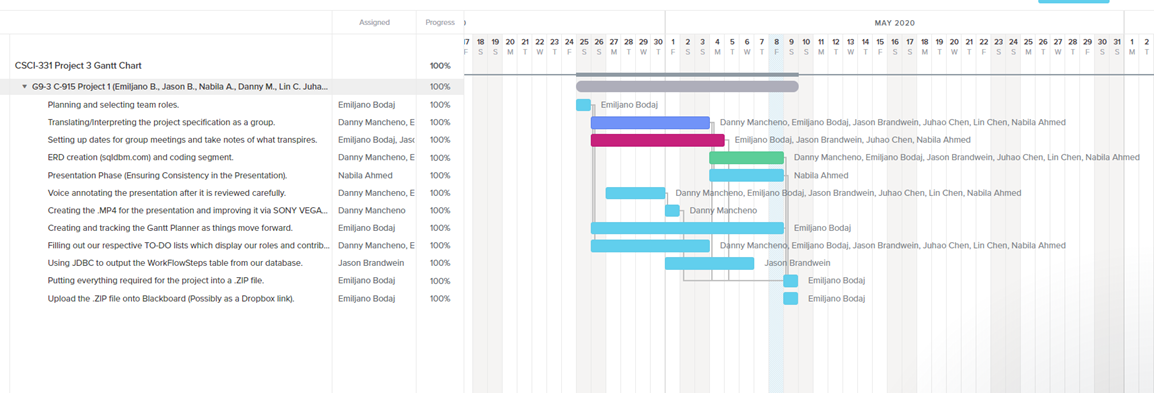 Assigned Progress MAY 2020
17 18 19 20 21 22 23 24 25 26 27 28 29 30 1 2 3 4 5 6 7 8 9 10 11 12 13 14 15 16 17 18 19 20 21 22 23 24 25 26 27 28 29 30 31 1 2
F S S M T W T F S S M T W T F S S M T W T F S S M T W T F S S M T W T F S S M T W T F S S M T
CSCI-331 Project 3 Gantt Chart 100%
G9-3 C-915 Project 1 (Emiljano B., Jason B., Nabila A., Danny M., Lin C. Juha... 100%
Planning and selecting team roles. Emiljano Bodaj 100% Emiljano Bodaj
Translating/Interpreting the project specification as a group. Danny Mancheno, E 100% Danny Mancheno, Emiljano Bodaj, Jason Brandwein, Juhao Chen, Lin Chen, Nabila Ahmed
Setting up dates for group meetings and take notes of what transpires. Emiljano Bodaj, Jasc 100% Emiljano Bodaj, Jason Brandwein, Juhao Chen, Nabila Ahmed
ERD creation (sqldbm.com) and coding segment. Danny Mancheno, E 100% Danny Mancheno, Emiljano Bodaj, Jason Brandwein, Juhao Chen, Lin Chen, Nabila Ahmed
Presentation Phase (Ensuring Consistency in the Presentation). Nabila Ahmed 100% Nabila Ahmed
Voice annotating the presentation after it is reviewed carefully. Danny Mancheno, E 100% Danny Mancheno, Emiljano Bodaj, Jason Brandwein, Juhao Chen, Lin Chen, Nabila Ahmed
Creating the .MP4 for the presentation and improving it via SONY VEGA... Danny Mancheno 100% Danny Mancheno
Creating and tracking the Gantt Planner as things move forward. Emiljano Bodaj 100% Emiljano Bodaj
Filling out our respective TO-DO lists which display our roles and contrib... Danny Mancheno, E 100% Danny Mancheno, Emiljano Bodaj, Jason Brandwein, Juhao Chen, Lin Chen, Nabila Ahmed
Using JDBC to output the WorkFlowSteps table from our database. Jason Brandwein 100% Jason Brandwein
Putting everything required for the project into a .ZIP file. Emiljano Bodaj 100% Emiljano Bodaj
Upload the .ZIP file onto Blackboard (Possibly as a Dropbox link). Emiljano Bodaj 100% Emiljano Bodaj